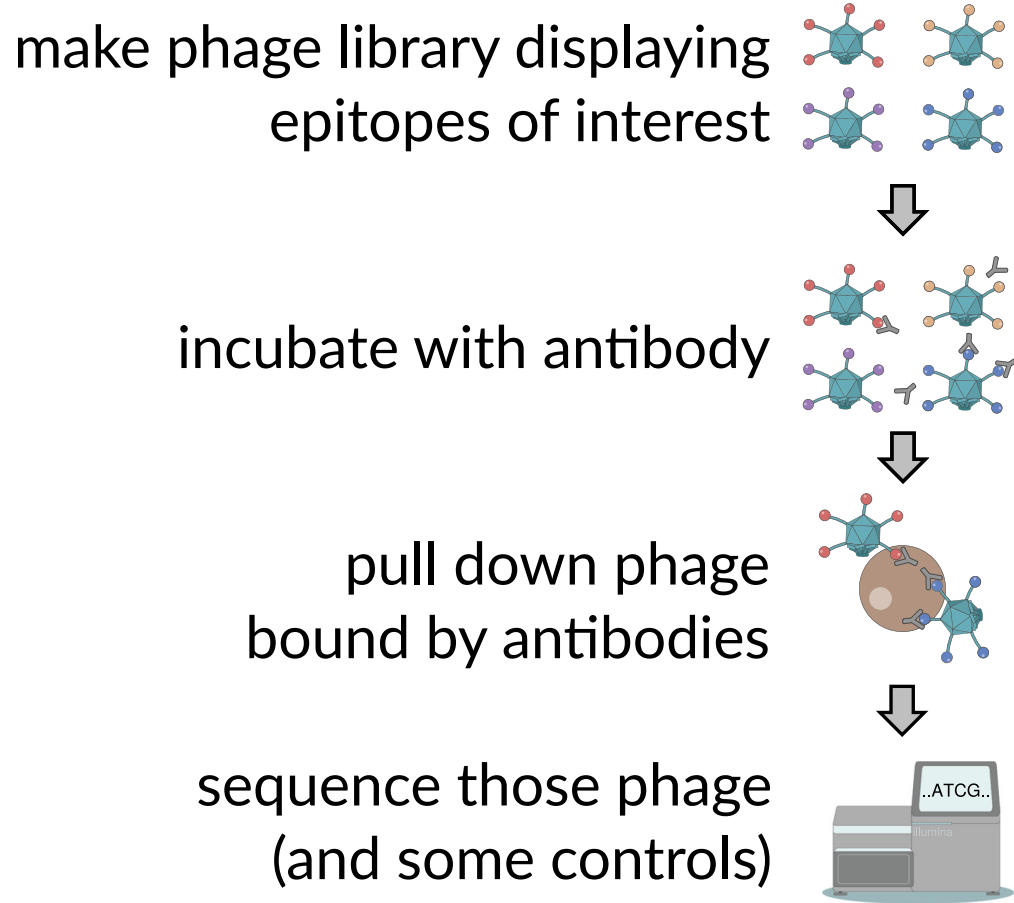 make phage library displaying
epitopes of interest
incubate with antibody
pull down phage
bound by antibodies
sequence those phage
(and some controls)
..ATCG..
illumina